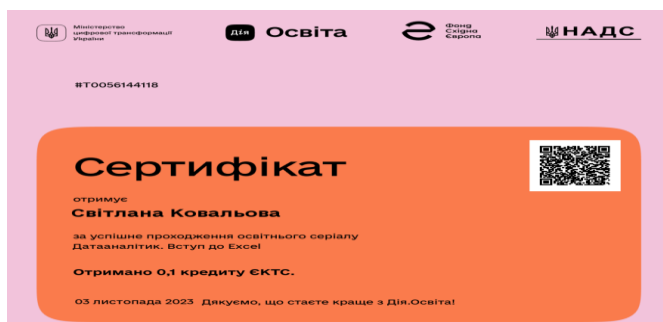 Міністерство
цифрової трансформації
України
Дія Освіта
Фонд
Східна
Європа
НАДС
#T0056144118
Сертифікат
отримує
Світлана Ковальова
за успішне проходження освітнього серіалу
Датааналітик. Вступ до Excel
Отримано 0,1 кредиту ЄКТС.
03 листопада 2023 Дякуємо, що стаєте краще з Дія.Освіта!